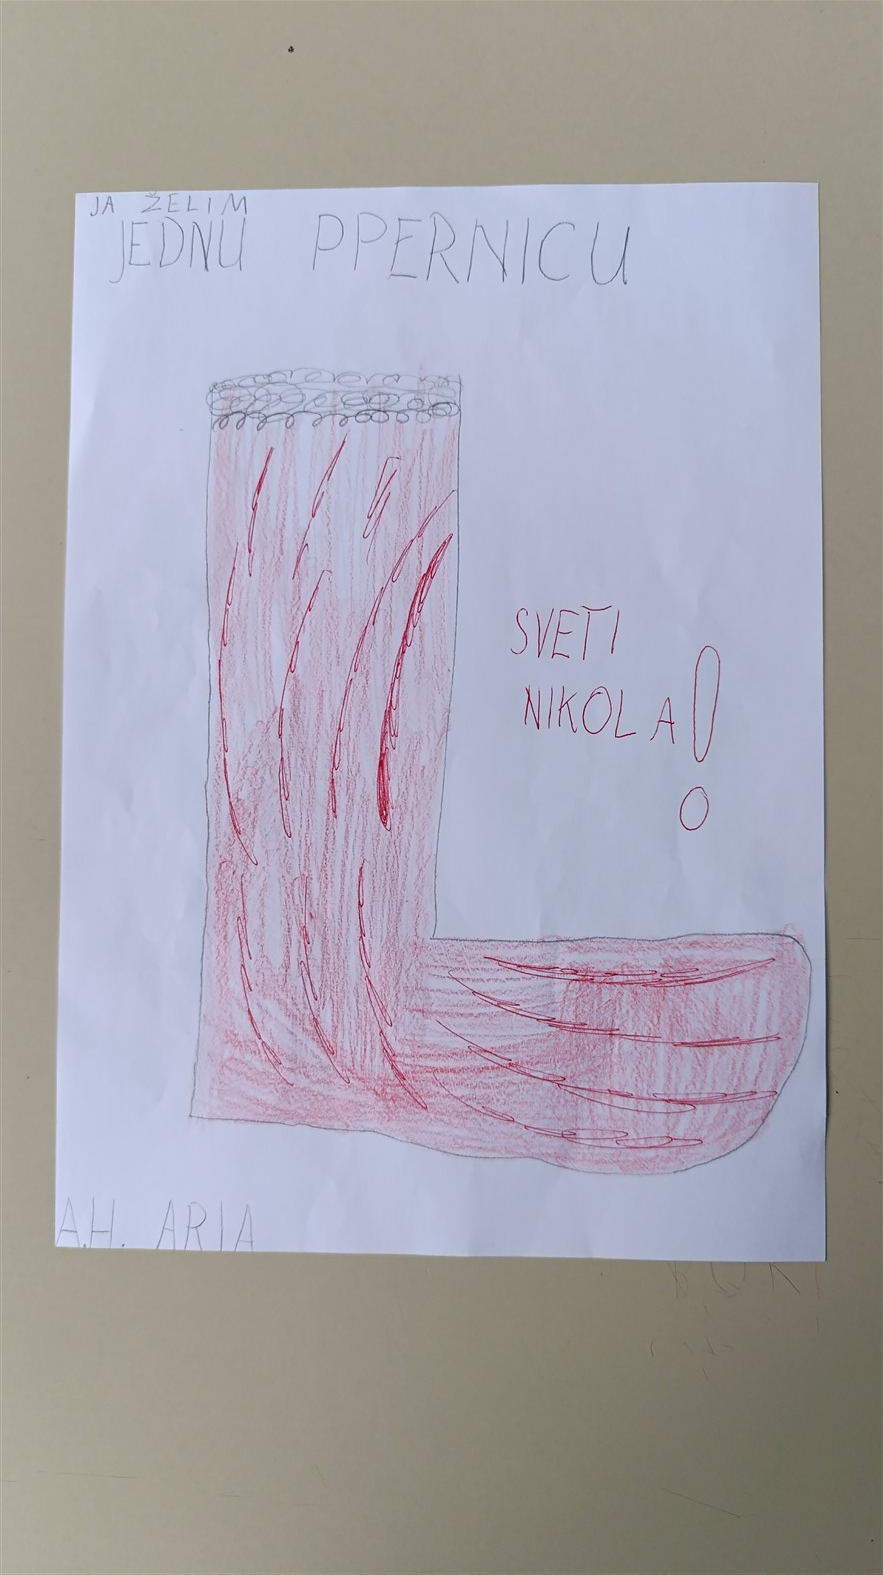 JA ŽELIM
JEDNU PPERNICU
SVETI
NIKOLA!
A.H. ARIA